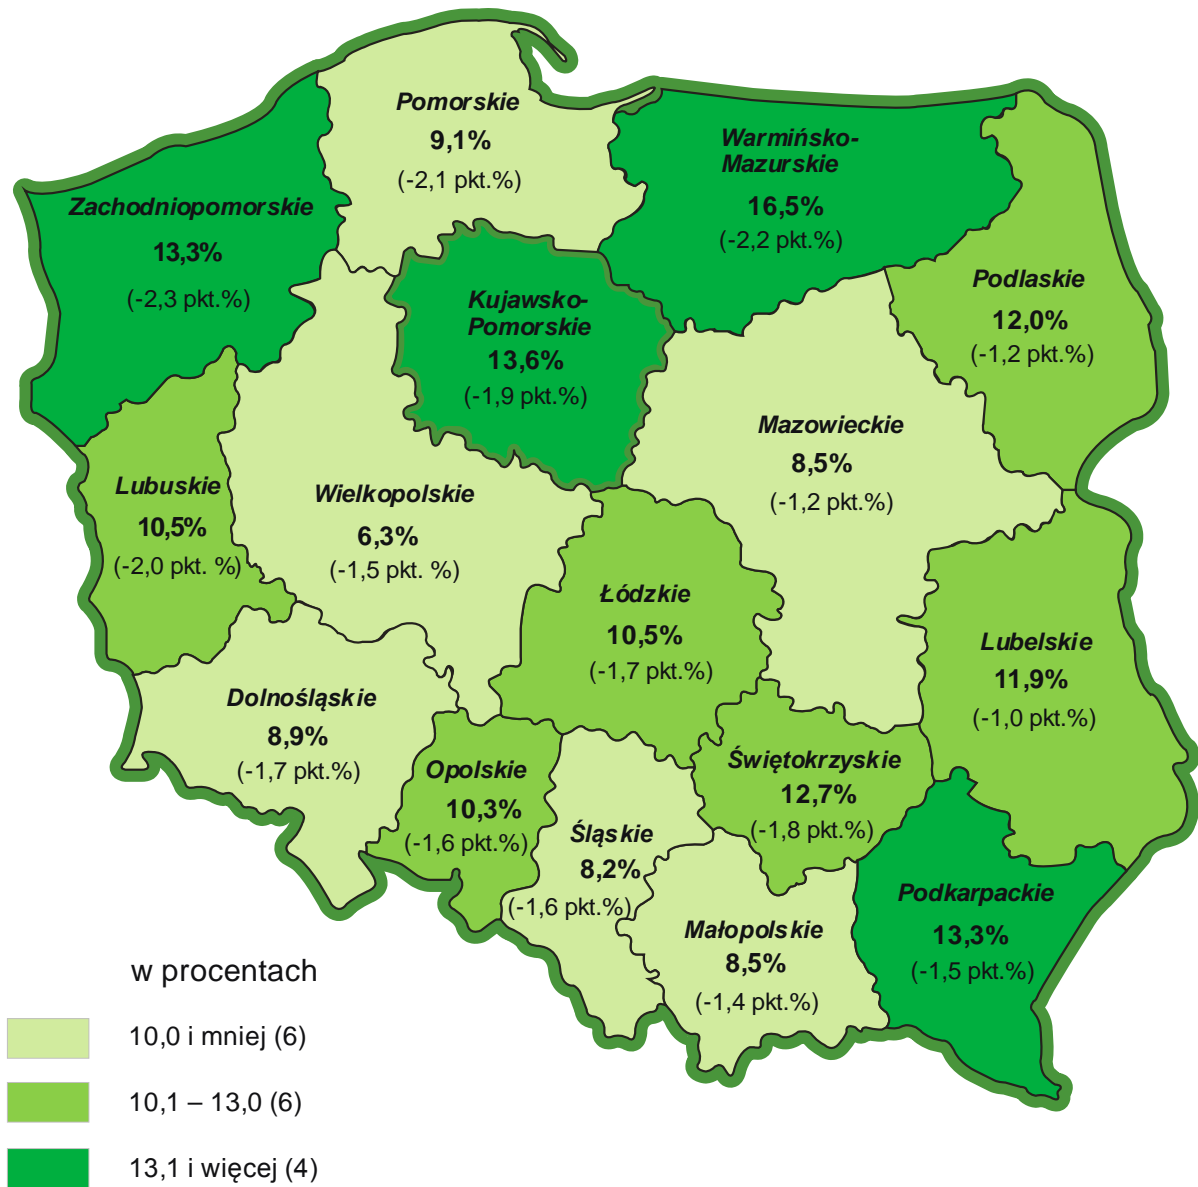 Pomorskie
9,1%
(-2,1 pkt.%)
Warmińsko-
Mazurskie
16,5%
(-2,2 pkt.%)
Zachodniopomorskie
13,3%
(-2,3 pkt.%)
Kujawsko-
Pomorskie
13,6%
(-1,9 pkt.%)
Podlaskie
12,0%
(-1,2 pkt.%)
Mazowieckie
8,5%
(-1,2 pkt.%)
Lubuskie
10,5%
(-2,0 pkt. %)
Wielkopolskie
6,3%
(-1,5 pkt. %)
Łódzkie
10,5%
(-1,7 pkt.%)
Lubelskie
11,9%
(-1,0 pkt.%)
Dolnośląskie
8,9%
(-1,7 pkt.%)
Opolskie
10,3%
(-1,6 pkt.%)
Śląskie
8,2%
(-1,6 pkt.%)
Świętokrzyskie
12,7%
(-1,8 pkt.%)
Małopolskie
8,5%
(-1,4 pkt.%)
Podkarpackie
13,3%
(-1,5 pkt.%)
w procentach
10,0 i mniej (6)
10,1 – 13,0 (6)
13,1 i więcej (4)